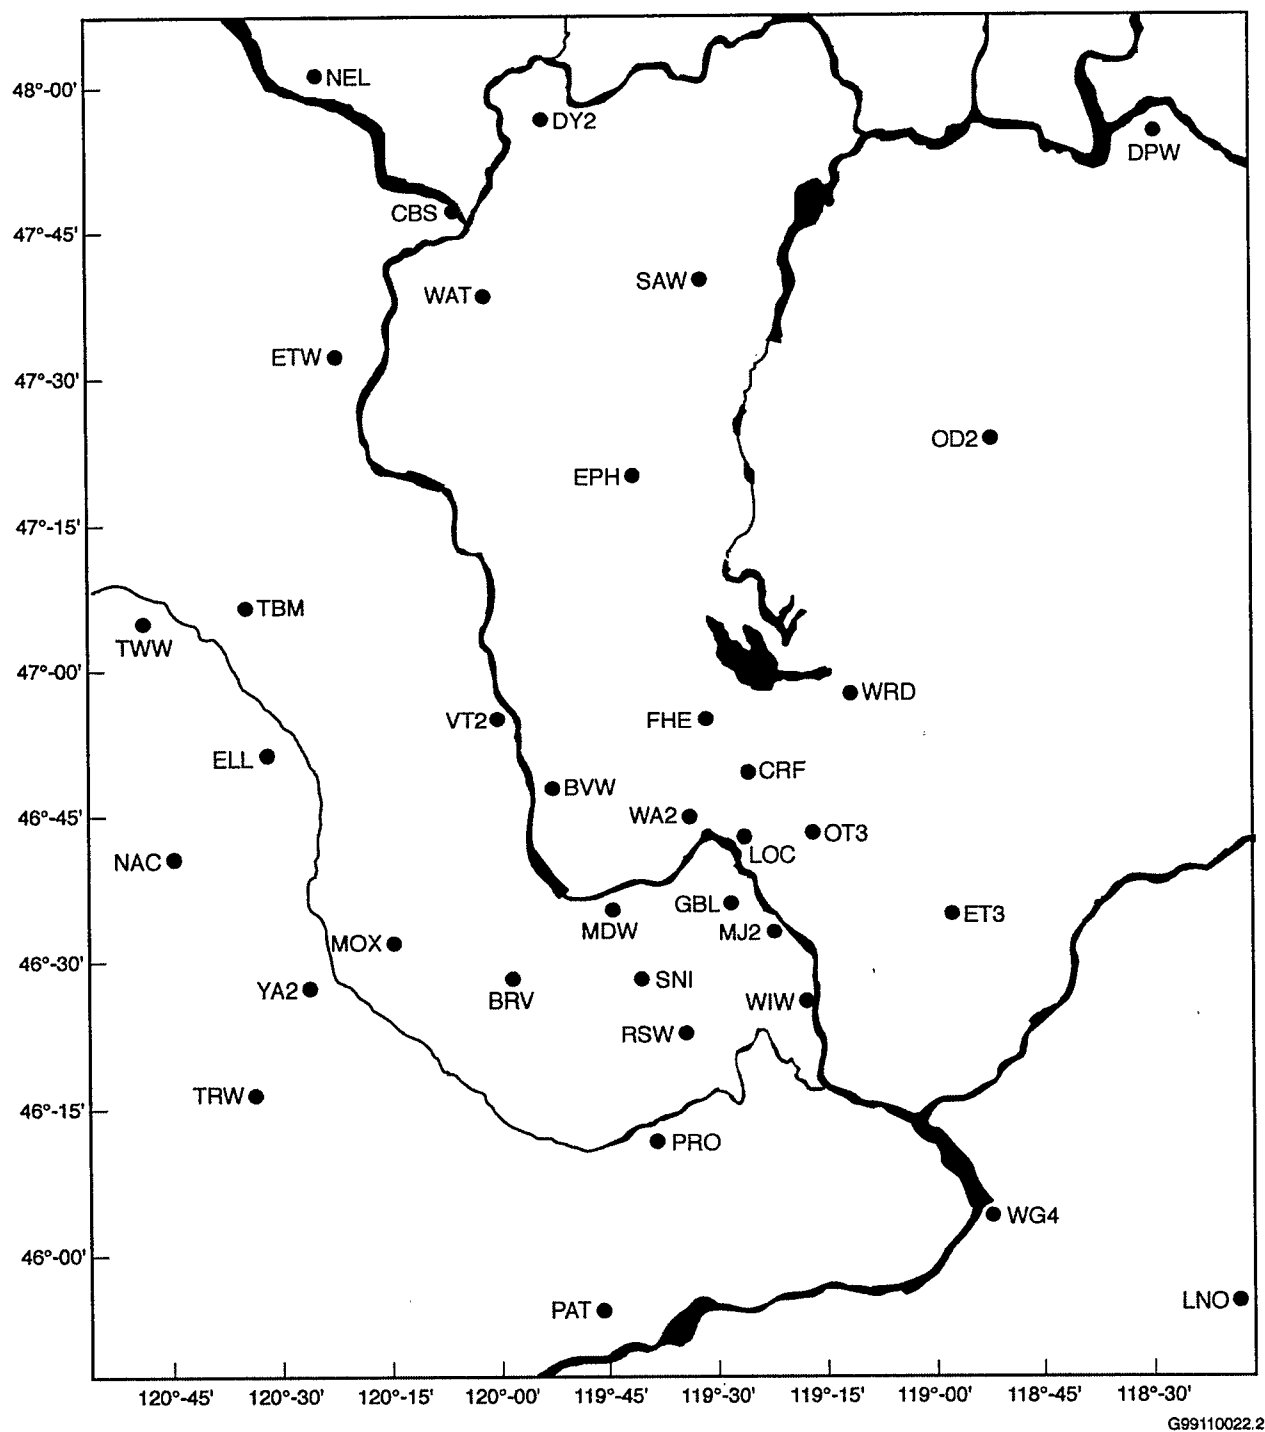 NEL
48°-00'
DY2
DPW
CBS
47°-45'
SAW
WAT
ETW
47°-30'
OD2
EPH
47°-15'
TBM
TWW
47°-00'
WRD
VT2
FHE
ELL
CRF
BVW
46°-45'
WA2
OT3
LOC
NAC
GBL
ET3
MDW
MJ2
MOX
46°-30'
SNI
YA2
BRV
WIW
RSW
TRW
46°-15'
PRO
WG4
46°-00'
LNO
PAT
120°-45' 120°-30' 120°-15' 120°-00' 119°-45' 119°-30' 119°-15' 119°-00' 118°-45' 118°-30'
G99110022.2